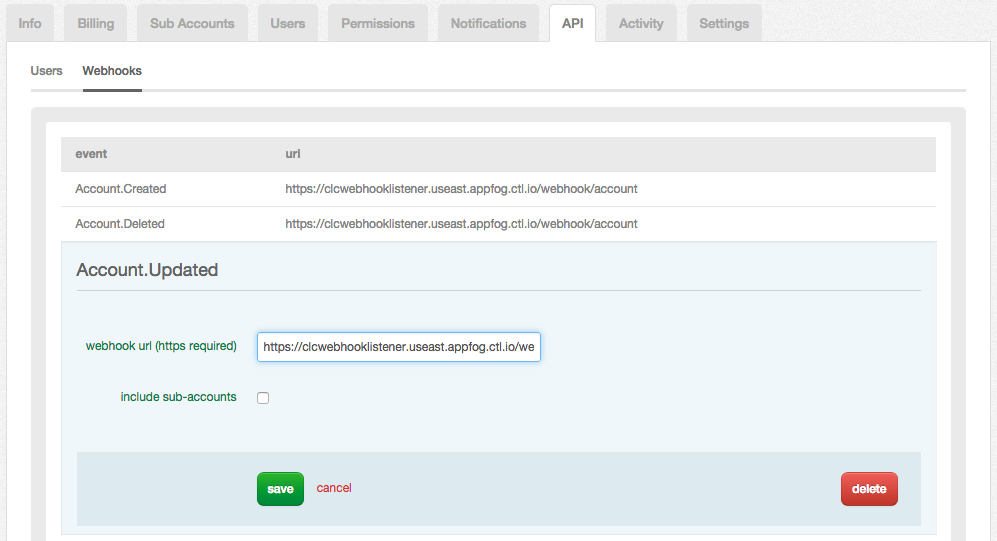 Info Billing Sub Accounts Users Permissions Notifications API Activity Settings
Users Webhooks
event url
Account.Created https://clcwebhooklistener.useast.appfog.ctl.io/webhook/account
Account.Deleted https://clcwebhooklistener.useast.appfog.ctl.io/webhook/account
Account.Updated
webhook url (https required) https://clcwebhooklistener.useast.appfog.ctl.io/we
include sub-accounts
save cancel delete